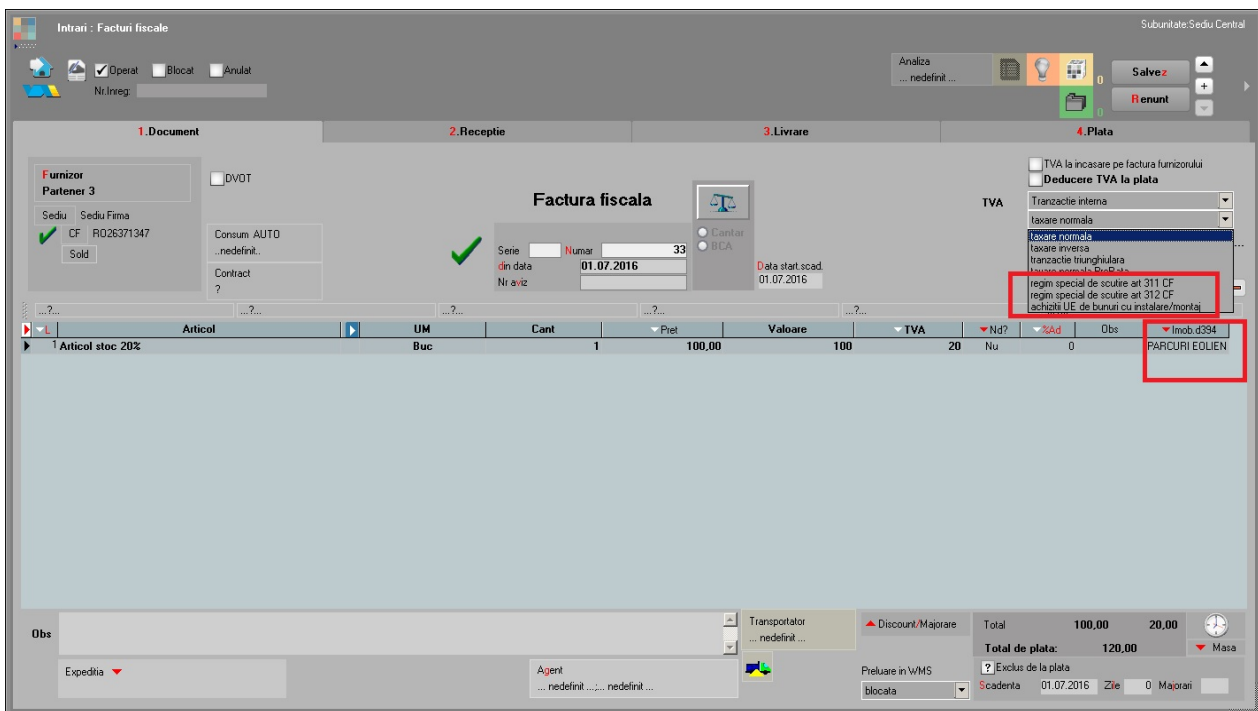 Intrari : Facturi fiscale
Subunitate:Sediu Central
Operat Blocat Anulat
Nr.Inreg:
Analiza
... nedefinit ...
0
0
Salvez
Renunt
1.Document 2.Receptie 3.Livrare 4.Plata
Furnizor
Partener 3
DVOT
Sediu Sediu Firma
CF RO26371347
Sold
Consum AUTO
..nedefinit..
Contract
?
Factura fiscala
Serie Numar 33
din data 01.07.2016
Nr aviz
Cantar
BCA
Data start.scad.
01.07.2016
TVA la incasare pe factura furnizorului
Deducere TVA la plata
TVA Tranzactie interna
taxare normala
taxare normala
taxare inversa
tranzactie triunghiulara
taxare normala ProRata
regim special de scutire art 311 CF
regim special de scutire art 312 CF
achizitii UE de bunuri cu instalare/montaj
...?... ...?... ...?... ...?... ...?...
L Articol UM Cant Pret Valoare TVA Nd? %Ad Obs Imob.d394
1 Articol stoc 20% Buc 1 100,00 100 20 Nu 0 PARCURI EOLIEN
Obs
Expeditia
Agent
... nedefinit ...;... nedefinit ...
Transportator
... nedefinit ...
Discount/Majorare
Preluare in WMS
blocata
Total 100,00 20,00
Total de plata: 120,00
Masa
? Exclus de la plata
Scadenta 01.07.2016 Zile 0 Majorari